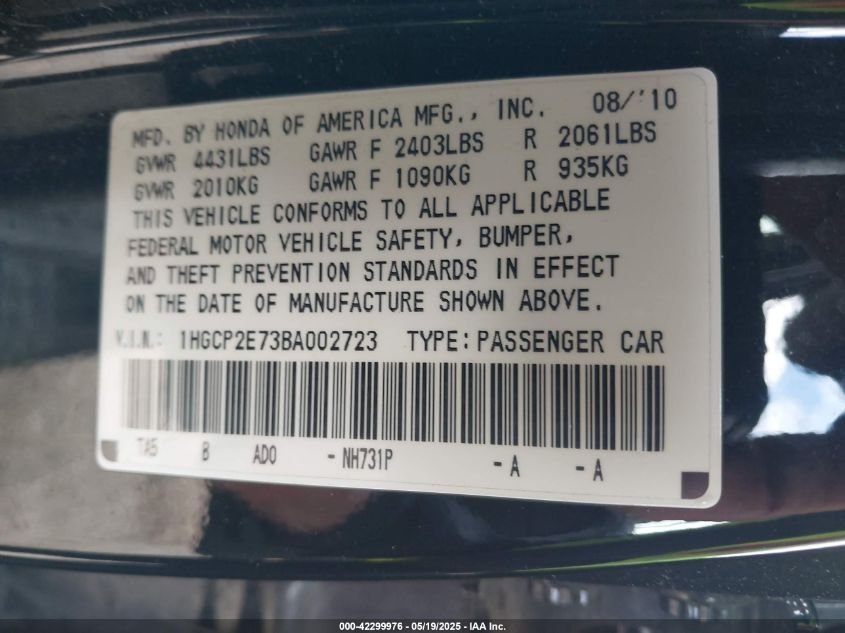 MFD. BY HONDA OF AMERICA MFG., INC. 08/'10
GVWR 4431LBS GAWR F 2403LBS R 2061LBS
GVWR 2010KG GAWR F 1090KG R 935KG
THIS VEHICLE CONFORMS TO ALL APPLICABLE
FEDERAL MOTOR VEHICLE SAFETY, BUMPER,
AND THEFT PREVENTION STANDARDS IN EFFECT
ON THE DATE OF MANUFACTURE SHOWN ABOVE.
V.I.N.: 1HGCP2E73BA002723 TYPE:PASSENGER CAR
TA5 B AD0 -NH731P -A -A
000-42299976 - 05/19/2025 - IAA Inc.